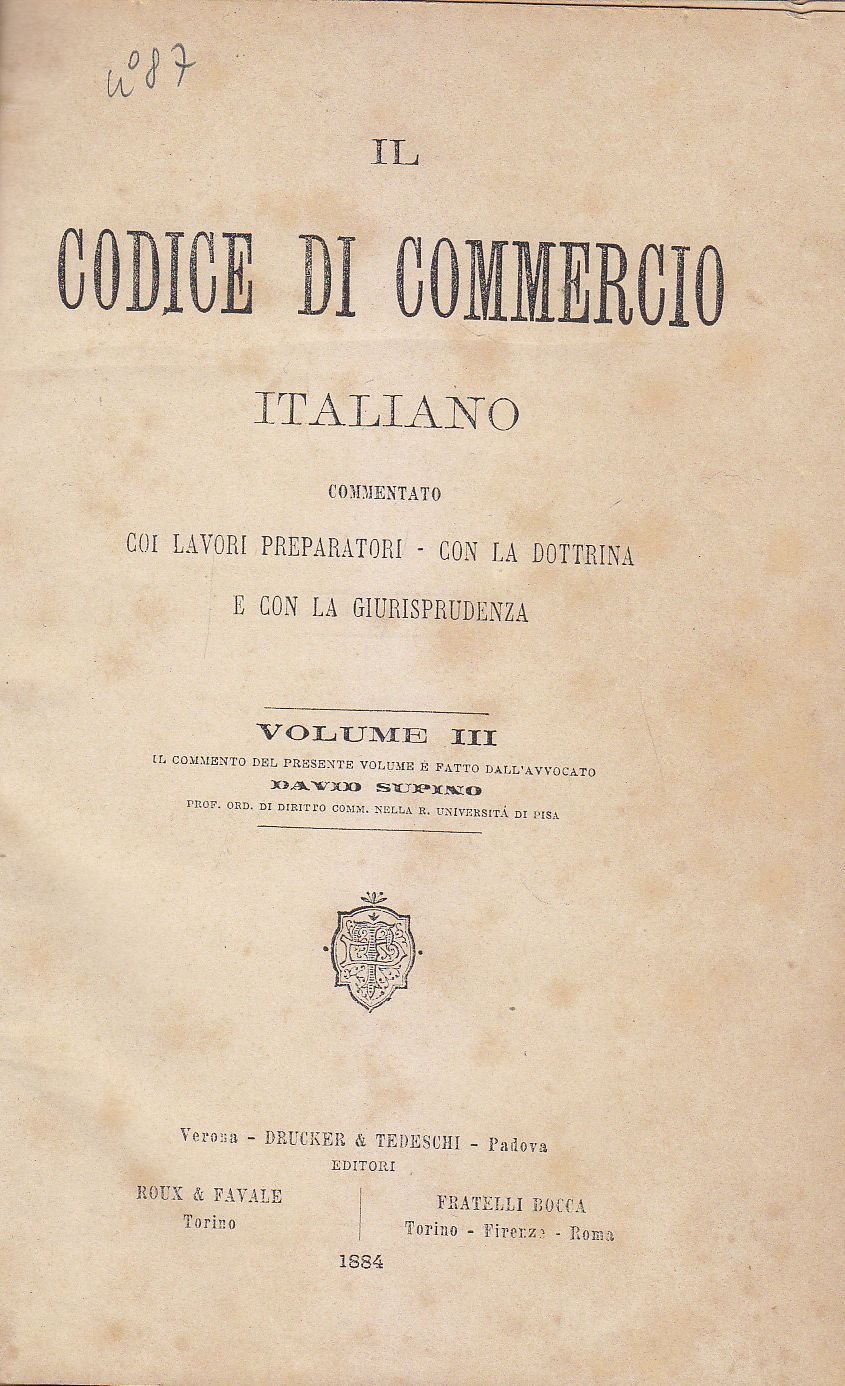 nº 87
IL
CODICE DI COMMERCIO
ITALIANO
COMMENTATO
COI LAVORI PREPARATORI - CON LA DOTTRINA
E CON LA GIURISPRUDENZA
VOLUME III
IL COMMENTO DEL PRESENTE VOLUME È FATTO DALL'AVVOCATO
DAVID SUPINO
PROF. ORD. DI DIRITTO COMM. NELLA R. UNIVERSITÁ DI PISA
Verona - DRUCKER & TEDESCHI - Padova
EDITORI
ROUX & FAVALE
Torino
FRATELLI BOCCA
Torino - Firenze - Roma
1884